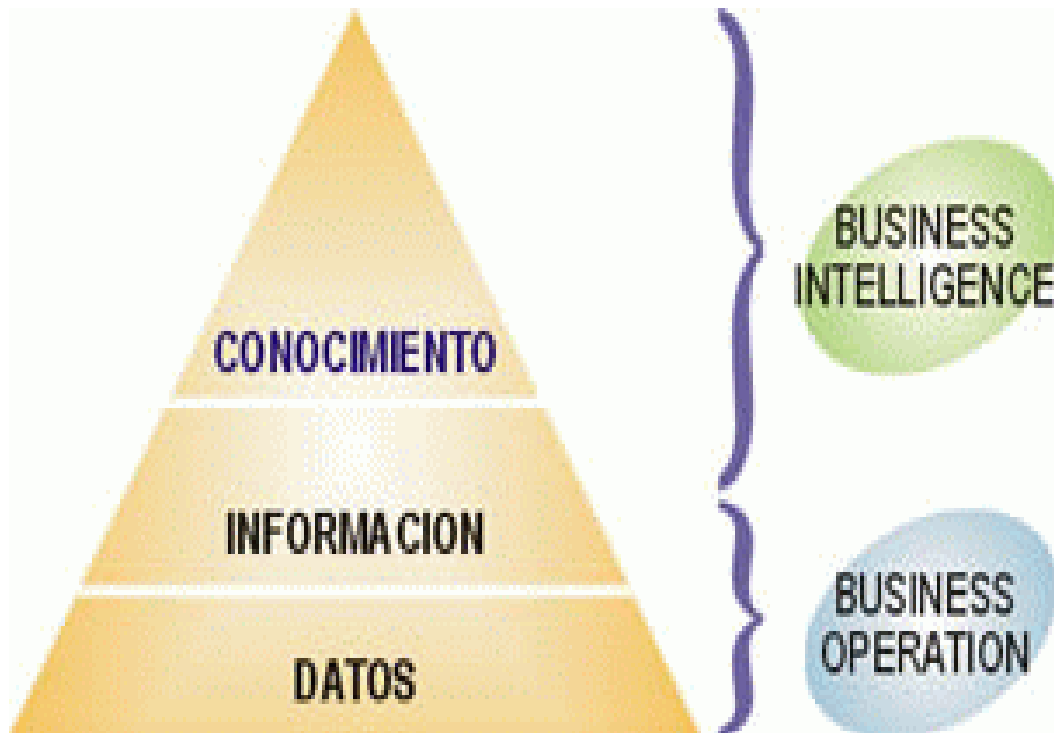 CONOCIMIENTO
INFORMACION
DATOS
BUSINESS
INTELLIGENCE
BUSINESS
OPERATION